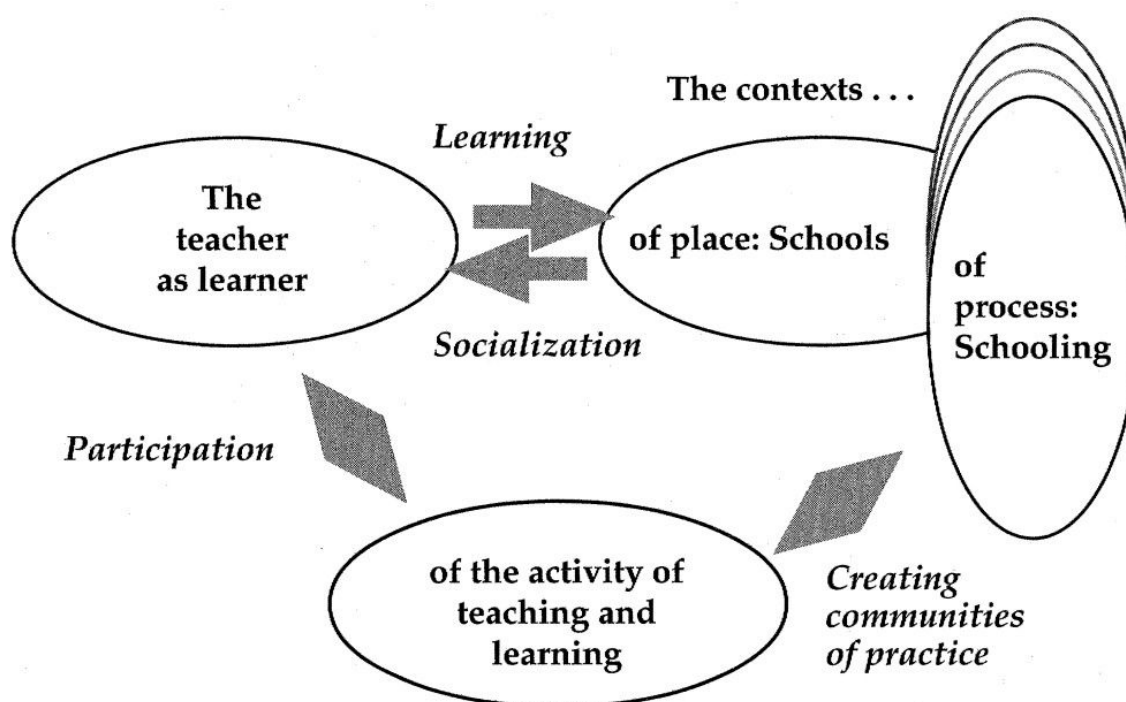 The contexts . . .
Learning
The
teacher
as learner
of place: Schools
of
process:
Schooling
Socialization
Participation
of the activity of
teaching and
learning
Creating
communities
of practice